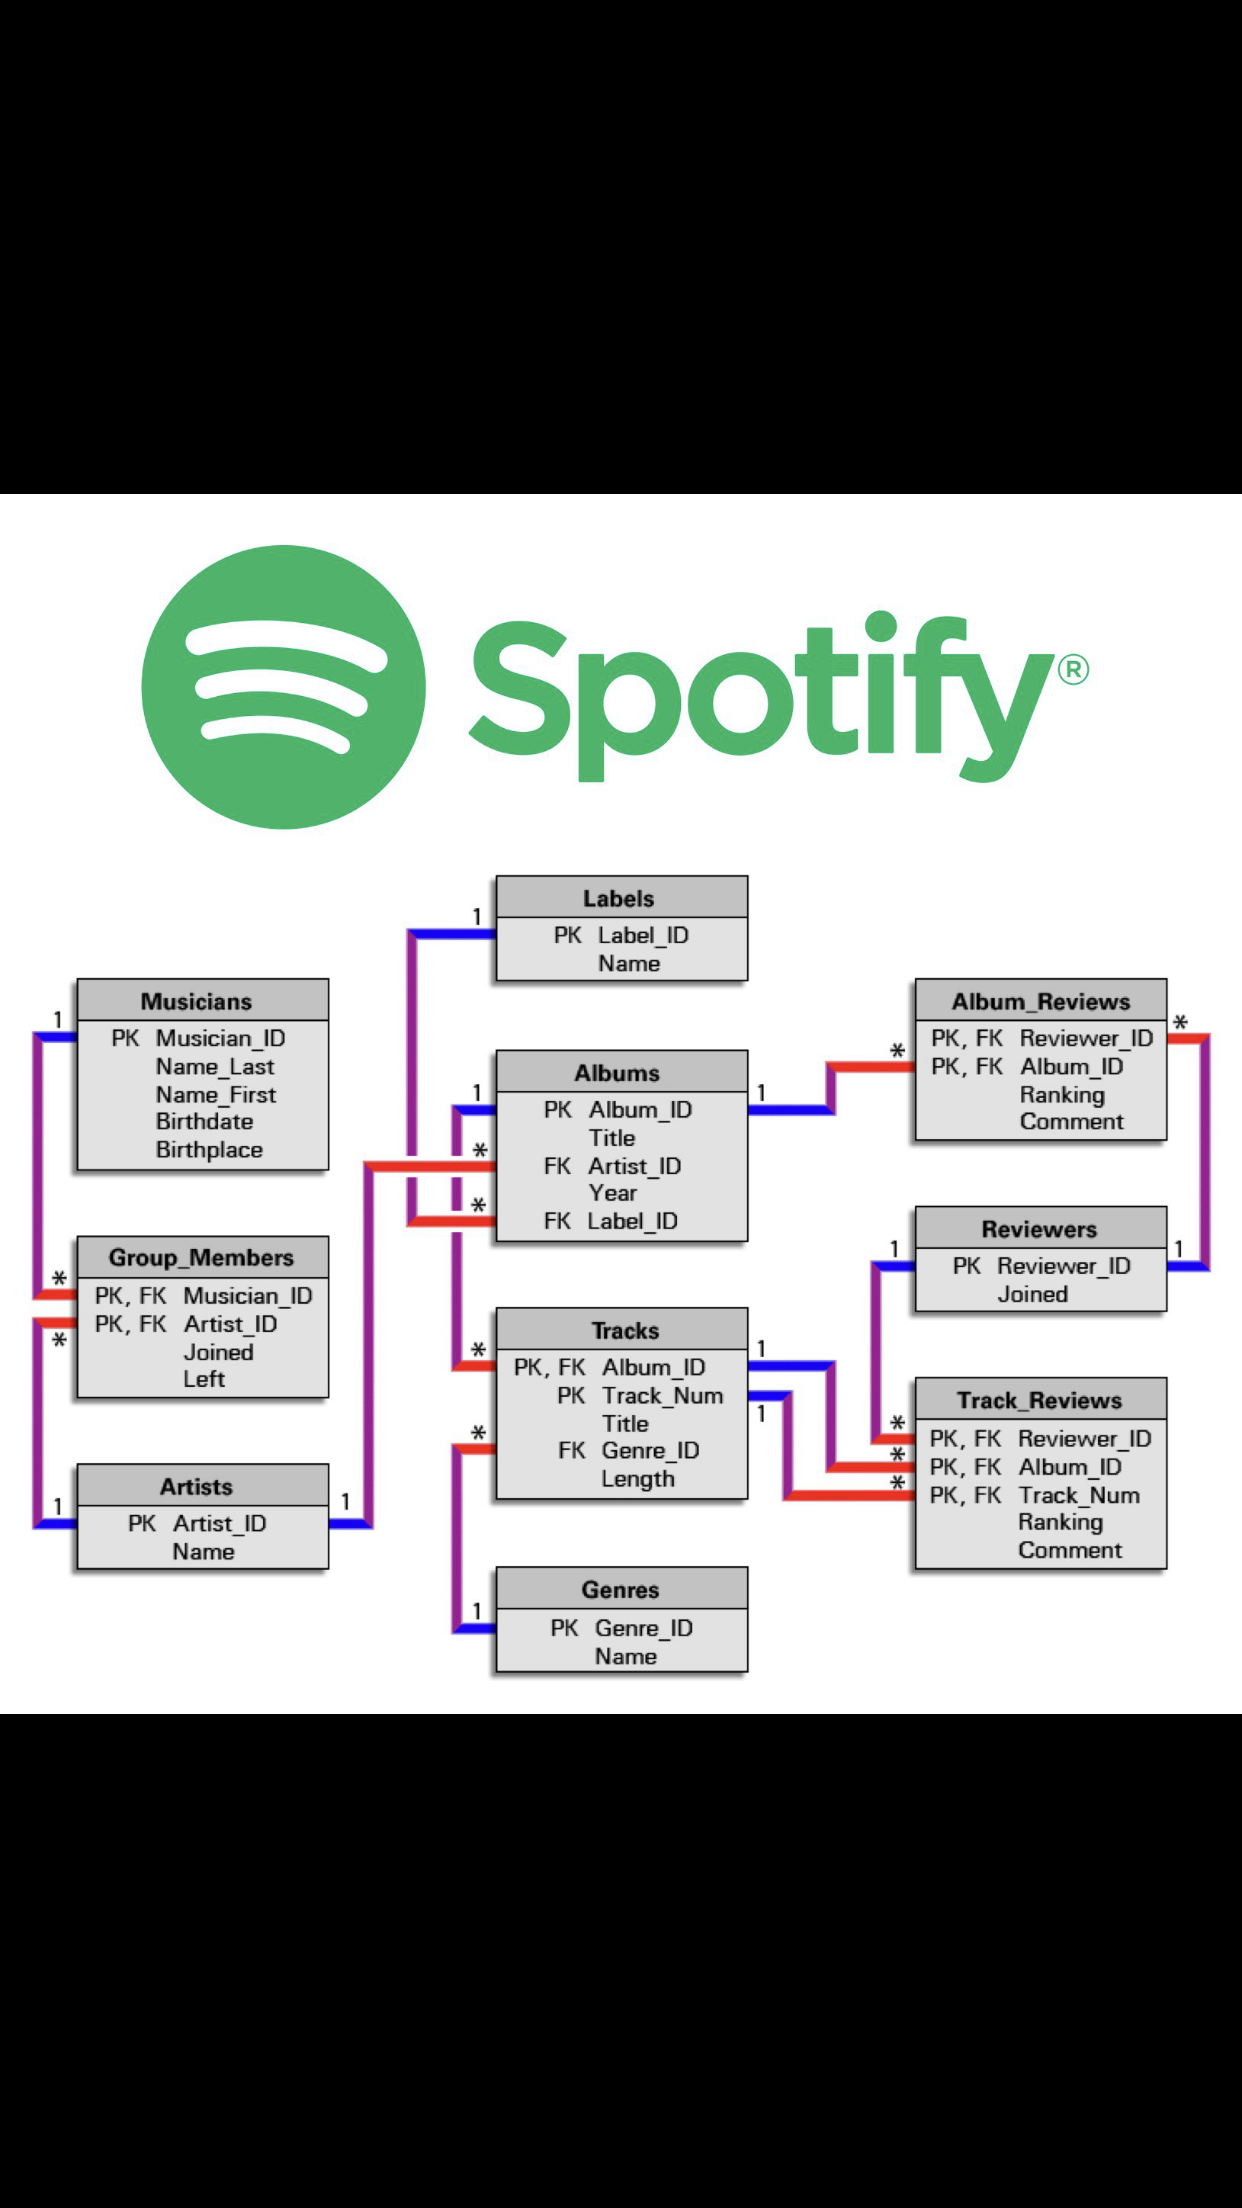 Spotify®
Labels
PK Label_ID
Name
Musicians
1
PK Musician_ID
Name_Last
Name_First
Birthdate
Birthplace
Group_Members
*
PK, FK Musician_ID
PK, FK Artist_ID
*
Joined
Left
Artists
1
1
PK Artist_ID
Name
1
Albums
1
1
PK Album_ID
Title
*
FK Artist_ID
Year
*
FK Label_ID
Tracks
*
1
PK, FK Album_ID
PK Track_Num
1
Title
*
FK Genre_ID
Length
Genres
1
PK Genre_ID
Name
Album_Reviews
*
PK, FK Reviewer_ID
*
PK, FK Album_ID
Ranking
Comment
Reviewers
1
1
PK Reviewer_ID
Joined
Track_Reviews
*
PK, FK Reviewer_ID
*
PK, FK Album_ID
*
PK, FK Track_Num
Ranking
Comment